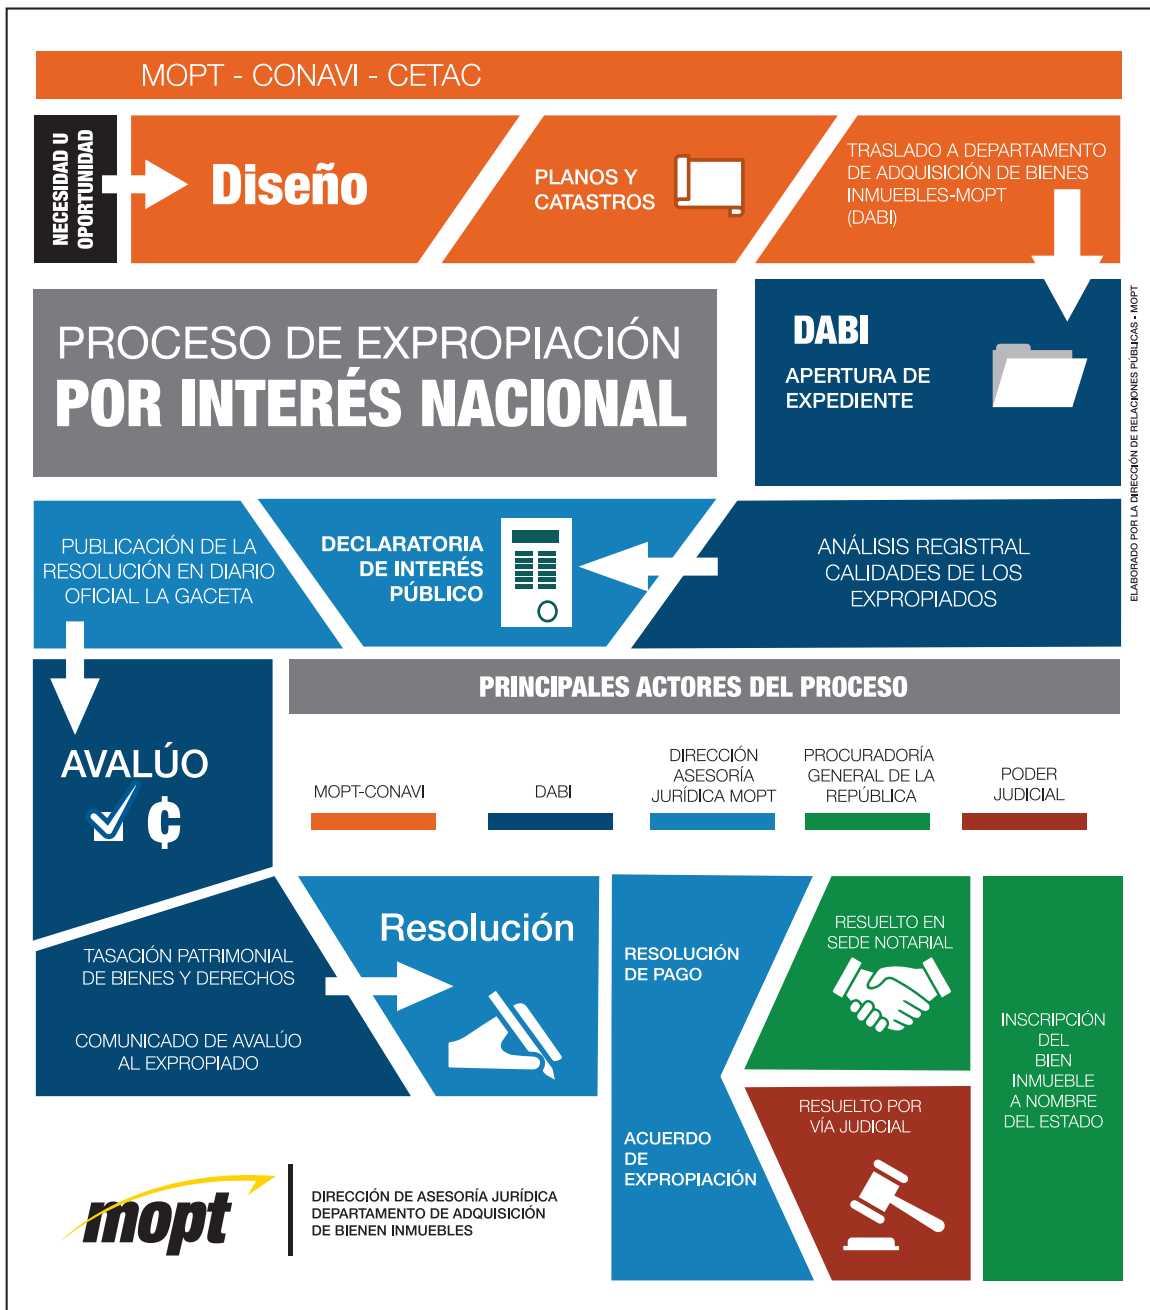 MOPT - CONAVI - CETAC
NECESIDAD U
OPORTUNIDAD
Diseño
PLANOS Y
CATASTROS
TRASLADO A DEPARTAMENTO
DE ADQUISICIÓN DE BIENES
INMUEBLES-MOPT
(DABI)
PROCESO DE EXPROPIACIÓN
POR INTERÉS NACIONAL
DABI
APERTURA DE
EXPEDIENTE
ELABORADO POR LA DIRECCIÓN DE RELACIONES PÚBLICAS - MOPT
PUBLICACIÓN DE LA
RESOLUCIÓN EN DIARIO
OFICIAL LA GACETA
DECLARATORIA
DE INTERÉS
PÚBLICO
ANÁLISIS REGISTRAL
CALIDADES DE LOS
EXPROPIADOS
AVALÚO
₵
PRINCIPALES ACTORES DEL PROCESO
MOPT-CONAVI
DABI
DIRECCIÓN
ASESORÍA
JURÍDICA MOPT
PROCURADORÍA
GENERAL DE LA
REPÚBLICA
PODER
JUDICIAL
TASACIÓN PATRIMONIAL
DE BIENES Y DERECHOS
COMUNICADO DE AVALÚO
AL EXPROPIADO
Resolución
RESOLUCIÓN
DE PAGO
ACUERDO
DE
EXPROPIACIÓN
RESUELTO EN
SEDE NOTARIAL
RESUELTO POR
VÍA JUDICIAL
INSCRIPCIÓN
DEL
BIEN
INMUEBLE
A NOMBRE
DEL ESTADO
mopt
DIRECCIÓN DE ASESORÍA JURÍDICA
DEPARTAMENTO DE ADQUISICIÓN
DE BIENEN INMUEBLES